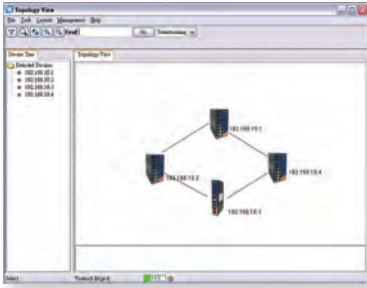 Topology View
File Task Layout Management Help
Find
Go
Device Tree
Topology View
Detected Devices
192.168.10.1
192.168.10.2
192.168.10.3
192.168.10.4
192.168.10.1
192.168.10.2
192.168.10.4
192.168.10.3